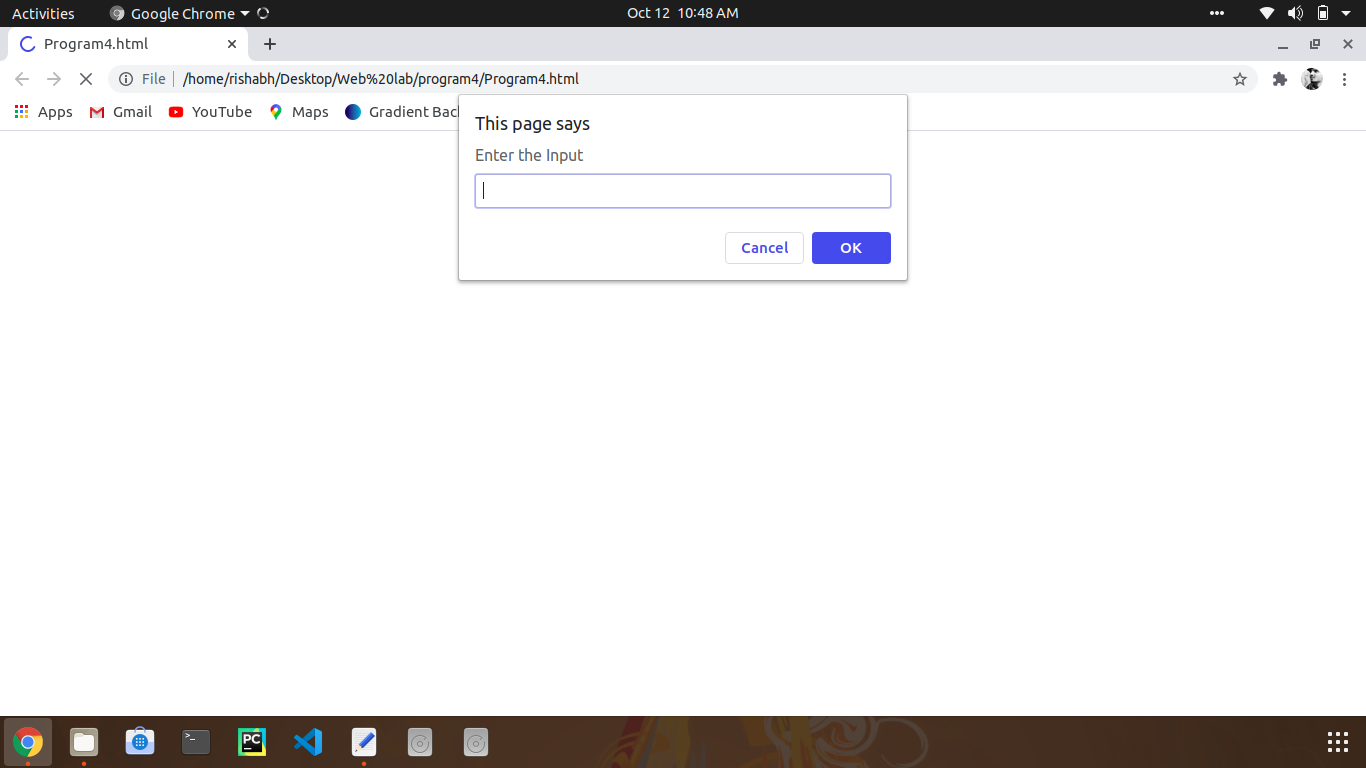 Activities Google Chrome Oct 12 10:48 AM
Program4.html
File /home/rishabh/Desktop/Web%20lab/program4/Program4.html
Apps Gmail YouTube Maps Gradient
This page says
Enter the Input
Cancel OK
>_
PC